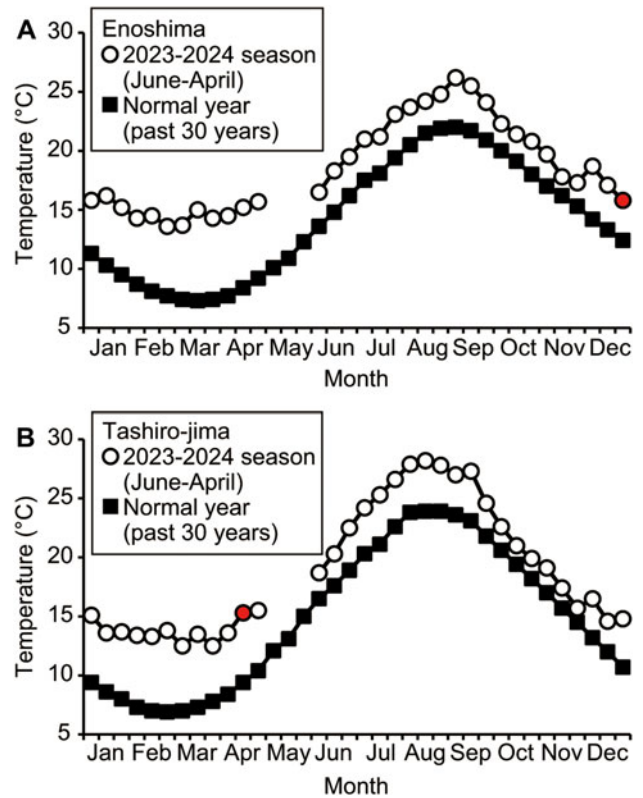 A
Enoshima
2023-2024 season
(June-April)
Normal year
(past 30 years)
30
25
20
15
10
5
Temperature (°C)
Jan Feb Mar Apr May Jun Jul Aug Sep Oct Nov Dec
Month
B
Tashiro-jima
2023-2024 season
(June-April)
Normal year
(past 30 years)
30
25
20
15
10
5
Temperature (°C)
Jan Feb Mar Apr May Jun Jul Aug Sep Oct Nov Dec
Month